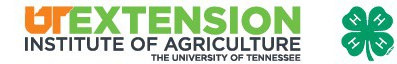 UTEXTENSION
INSTITUTE OF AGRICULTURE
THE UNIVERSITY OF TENNESSEE
H H
H H